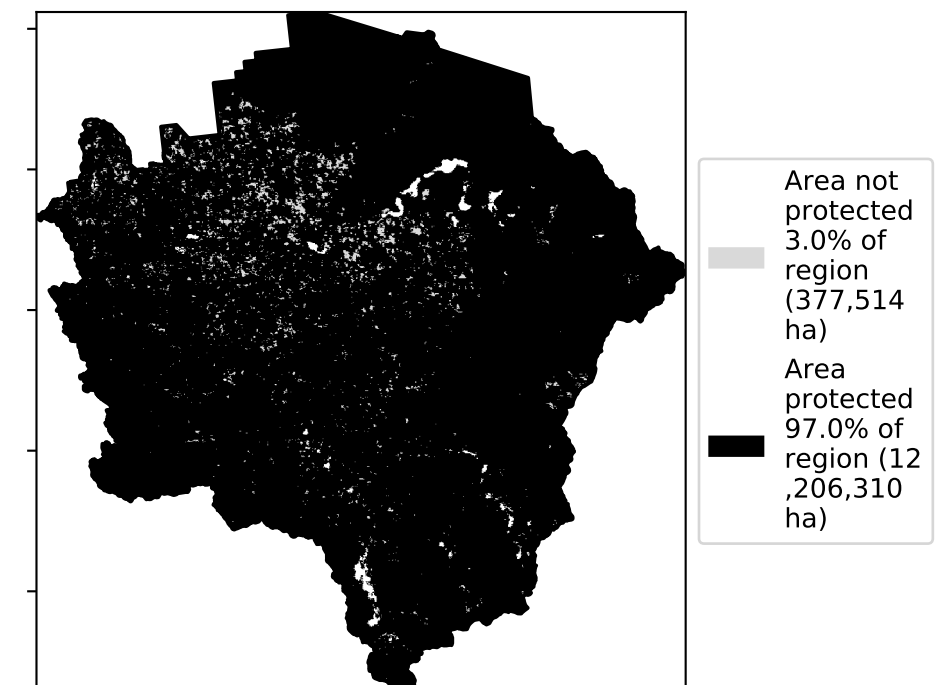 Area not
protected
3.0% of
region
(377,514
ha)
Area
protected
97.0% of
region (12
,206,310
ha)